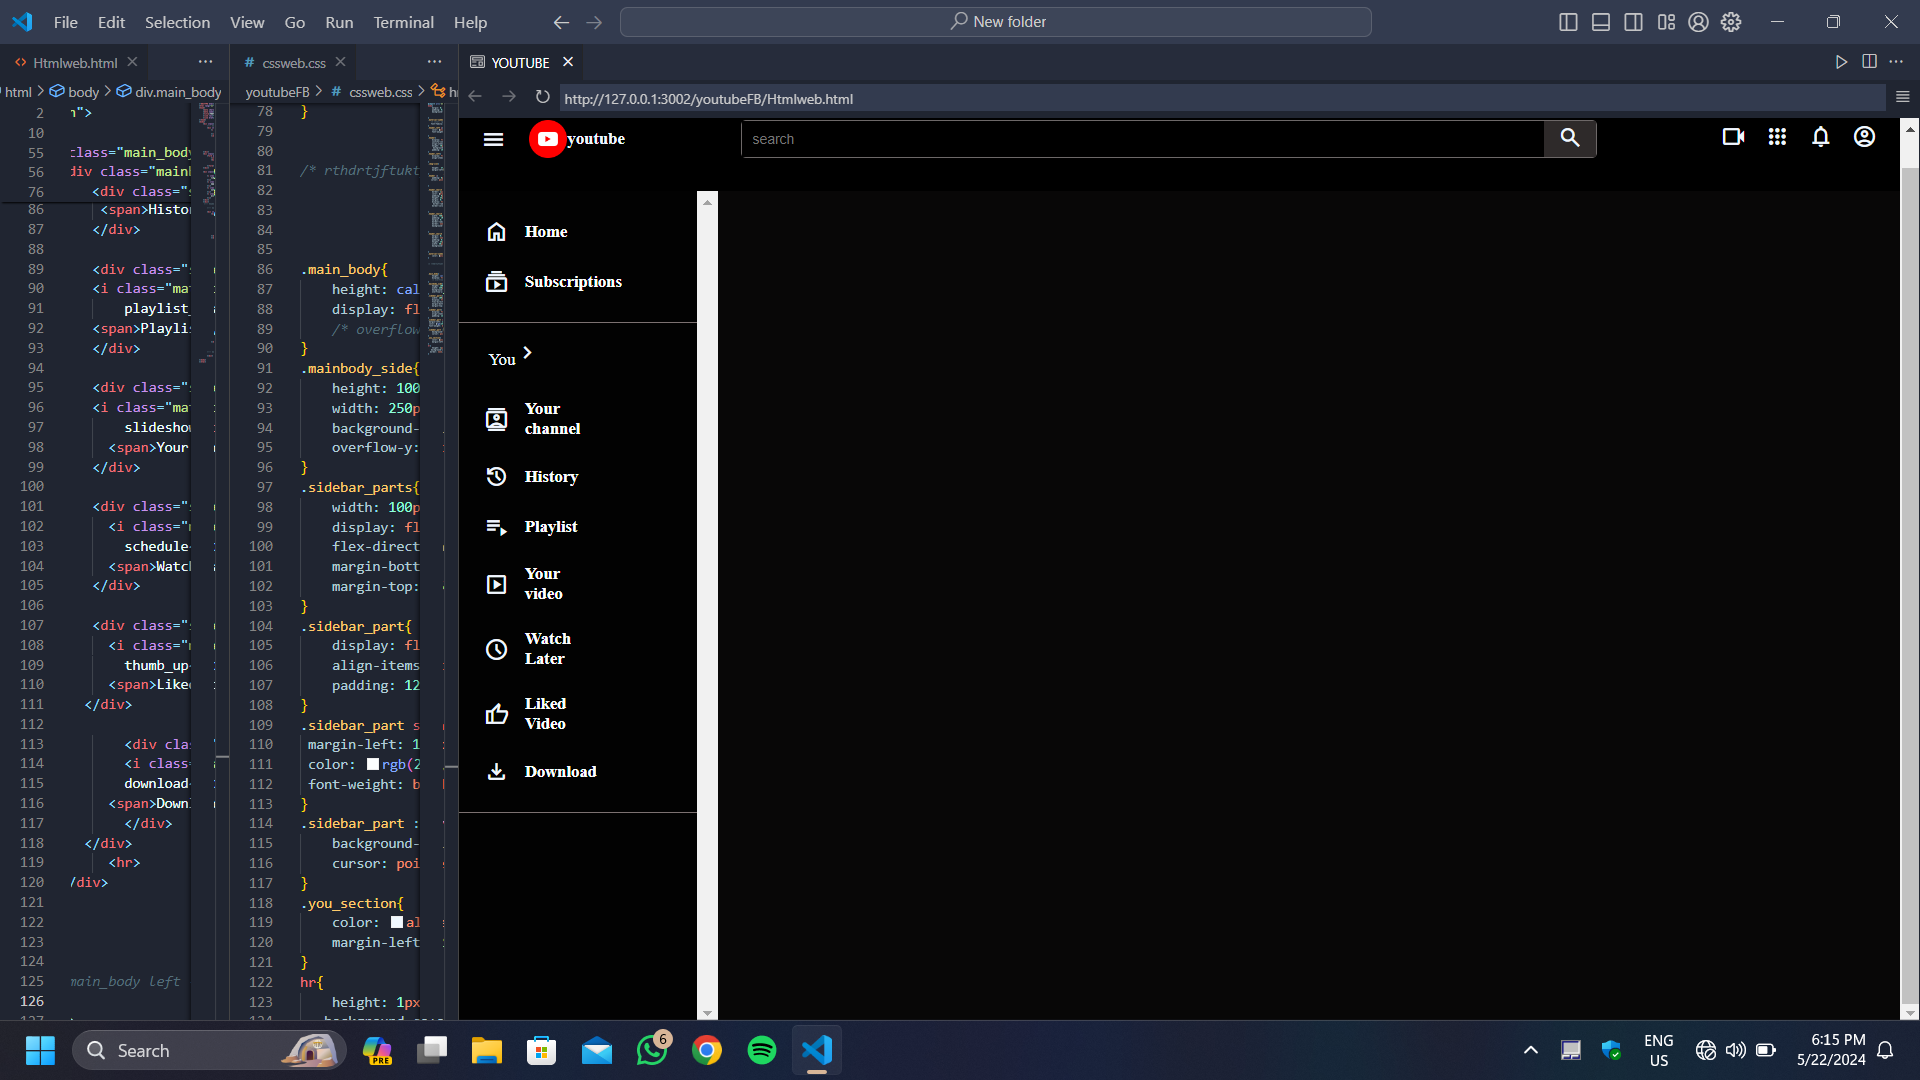 File Edit Selection View Go Run Terminal Help
New folder
Htmlweb.html
cssweb.css
YOUTUBE
html > body > div.main_body
youtubeFB > # cssweb.css >
http://127.0.0.1:3002/youtubeFB/Htmlweb.html
2
10
55 class="main_body
56 div class="main
76 <div class="
86 <span>Histo
87 </div>
88
89 <div class="
90 <i class="ma
91 playlist_
92 <span>Playli
93 </div>
94
95 <div class="
96 <i class="ma
97 slidesho
98 <span>Your
99 </div>
100
101 <div class="
102 <i class="
103 schedule
104 <span>Watc
105 </div>
106
107 <div class="
108 <i class="
109 thumb_up
110 <span>Like
111 </div>
112
113 <div cla
114 <i class
115 download
116 <span>Down
117 </div>
118 </div>
119 <hr>
120 /div>
121
122
123
124
125 main_body left
126
78 }
79
80
81 /* rthdrtjftukt
82
83
84
85
86 .main_body{
87 height: cal
88 display: fl
89 /* overflow
90 }
91 .mainbody_side{
92 height: 100
93 width: 250p
94 background-
95 overflow-y:
96 }
97 .sidebar_parts{
98 width: 100p
99 display: fl
100 flex-direct
101 margin-bott
102 margin-top:
103 }
104 .sidebar_part{
105 display: fl
106 align-items
107 padding: 12
108 }
109 .sidebar_part s
110 margin-left: 1
111 color: rgb(2
112 font-weight: b
113 }
114 .sidebar_part :
115 background-
116 cursor: poi
117 }
118 .you_section{
119 color: al
120 margin-left
121 }
122 hr{
123 height: 1px
youtube
search
Home
Subscriptions
You
Your
channel
History
Playlist
Your
video
Watch
Later
Liked
Video
Download
Search
PRE
6
ENG
US
6:15 PM
5/22/2024